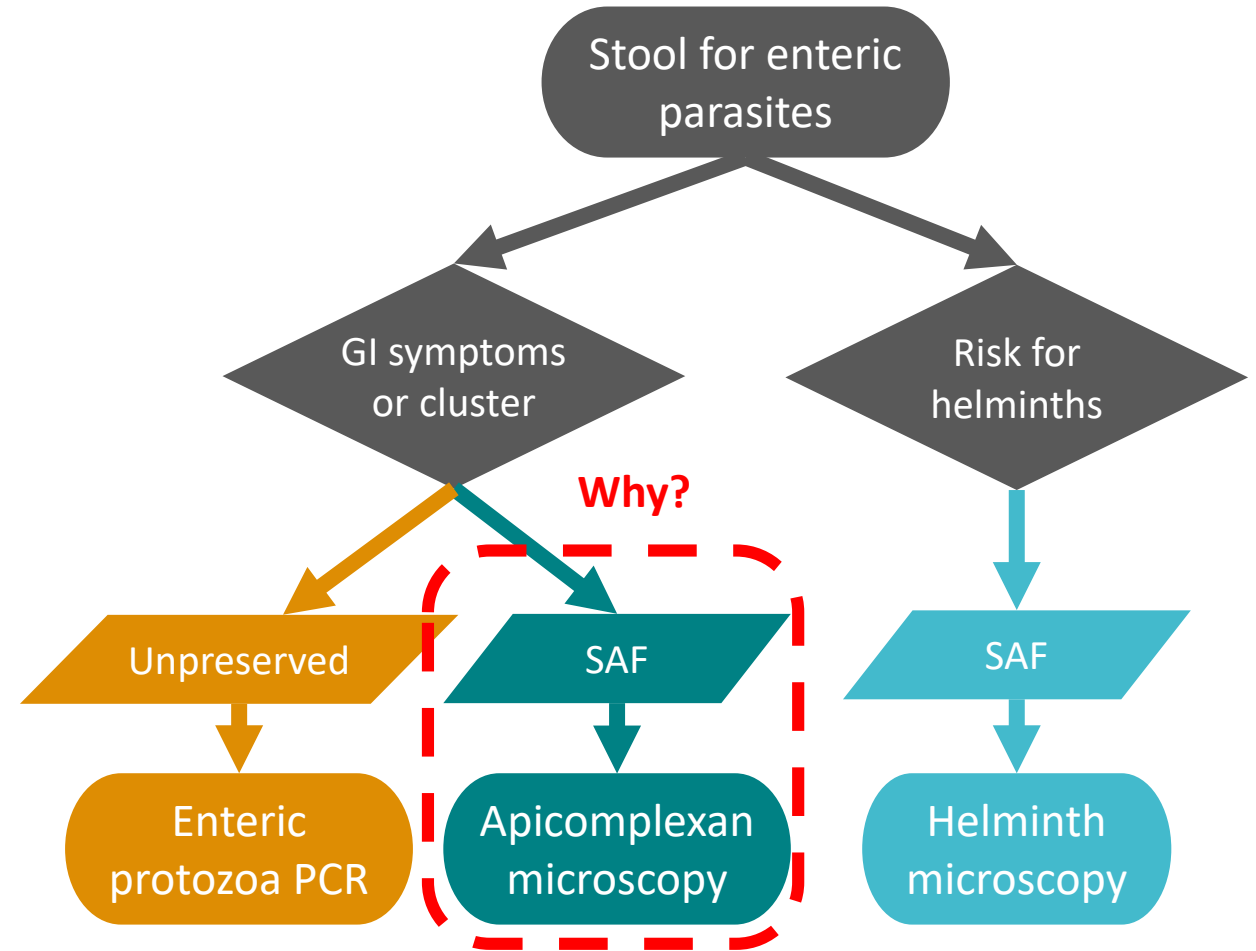 Stool for enteric
parasites
GI symptoms
or cluster
Risk for
helminths
Why?
Unpreserved
SAF
SAF
Enteric
protozoa PCR
Apicomplexan
microscopy
Helminth
microscopy